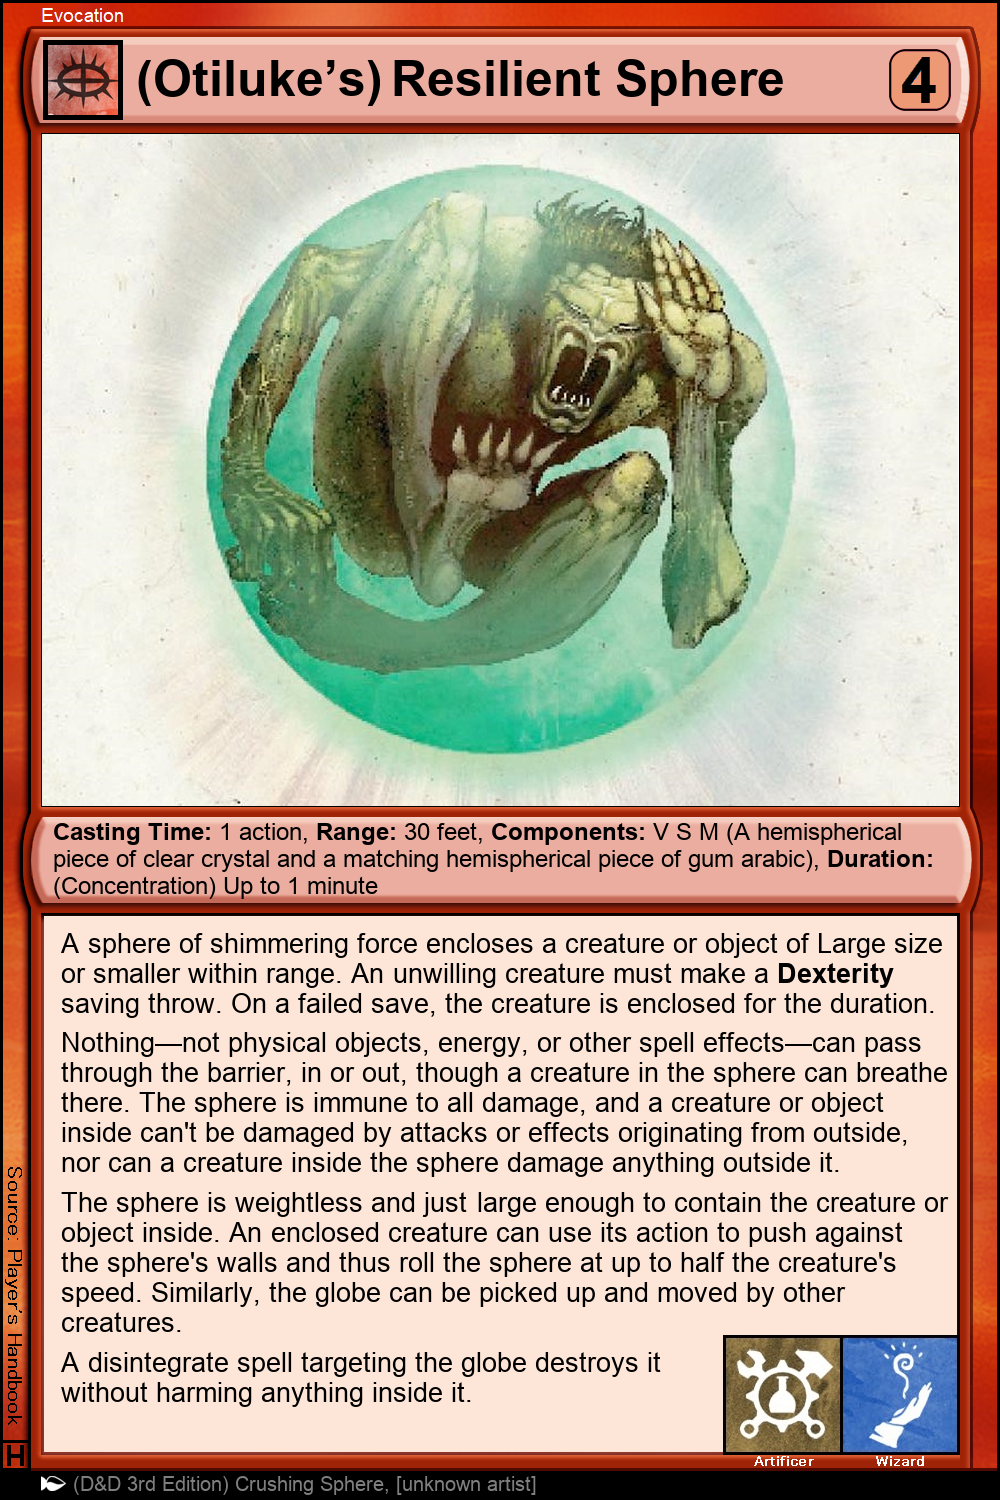 Evocation
(Otiluke’s) Resilient Sphere
4
Casting Time: 1 action, Range: 30 feet, Components: V S M (A hemispherical
piece of clear crystal and a matching hemispherical piece of gum arabic), Duration:
(Concentration) Up to 1 minute
A sphere of shimmering force encloses a creature or object of Large size
or smaller within range. An unwilling creature must make a Dexterity
saving throw. On a failed save, the creature is enclosed for the duration.
Nothing—not physical objects, energy, or other spell effects—can pass
through the barrier, in or out, though a creature in the sphere can breathe
there. The sphere is immune to all damage, and a creature or object
inside can't be damaged by attacks or effects originating from outside,
nor can a creature inside the sphere damage anything outside it.
The sphere is weightless and just large enough to contain the creature or
object inside. An enclosed creature can use its action to push against
the sphere's walls and thus roll the sphere at up to half the creature's
speed. Similarly, the globe can be picked up and moved by other
creatures.
A disintegrate spell targeting the globe destroys it
without harming anything inside it.
Artificer
Wizard
Source: Player's Handbook
H
(D&D 3rd Edition) Crushing Sphere, [unknown artist]